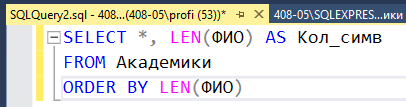 SQLQuery2.sql - 408...(408-05\profi (53))* 408-05\SQLEXPRES...ики
SELECT *, LEN(ФИО) AS Кол_симв
FROM Академики
ORDER BY LEN(ФИО)